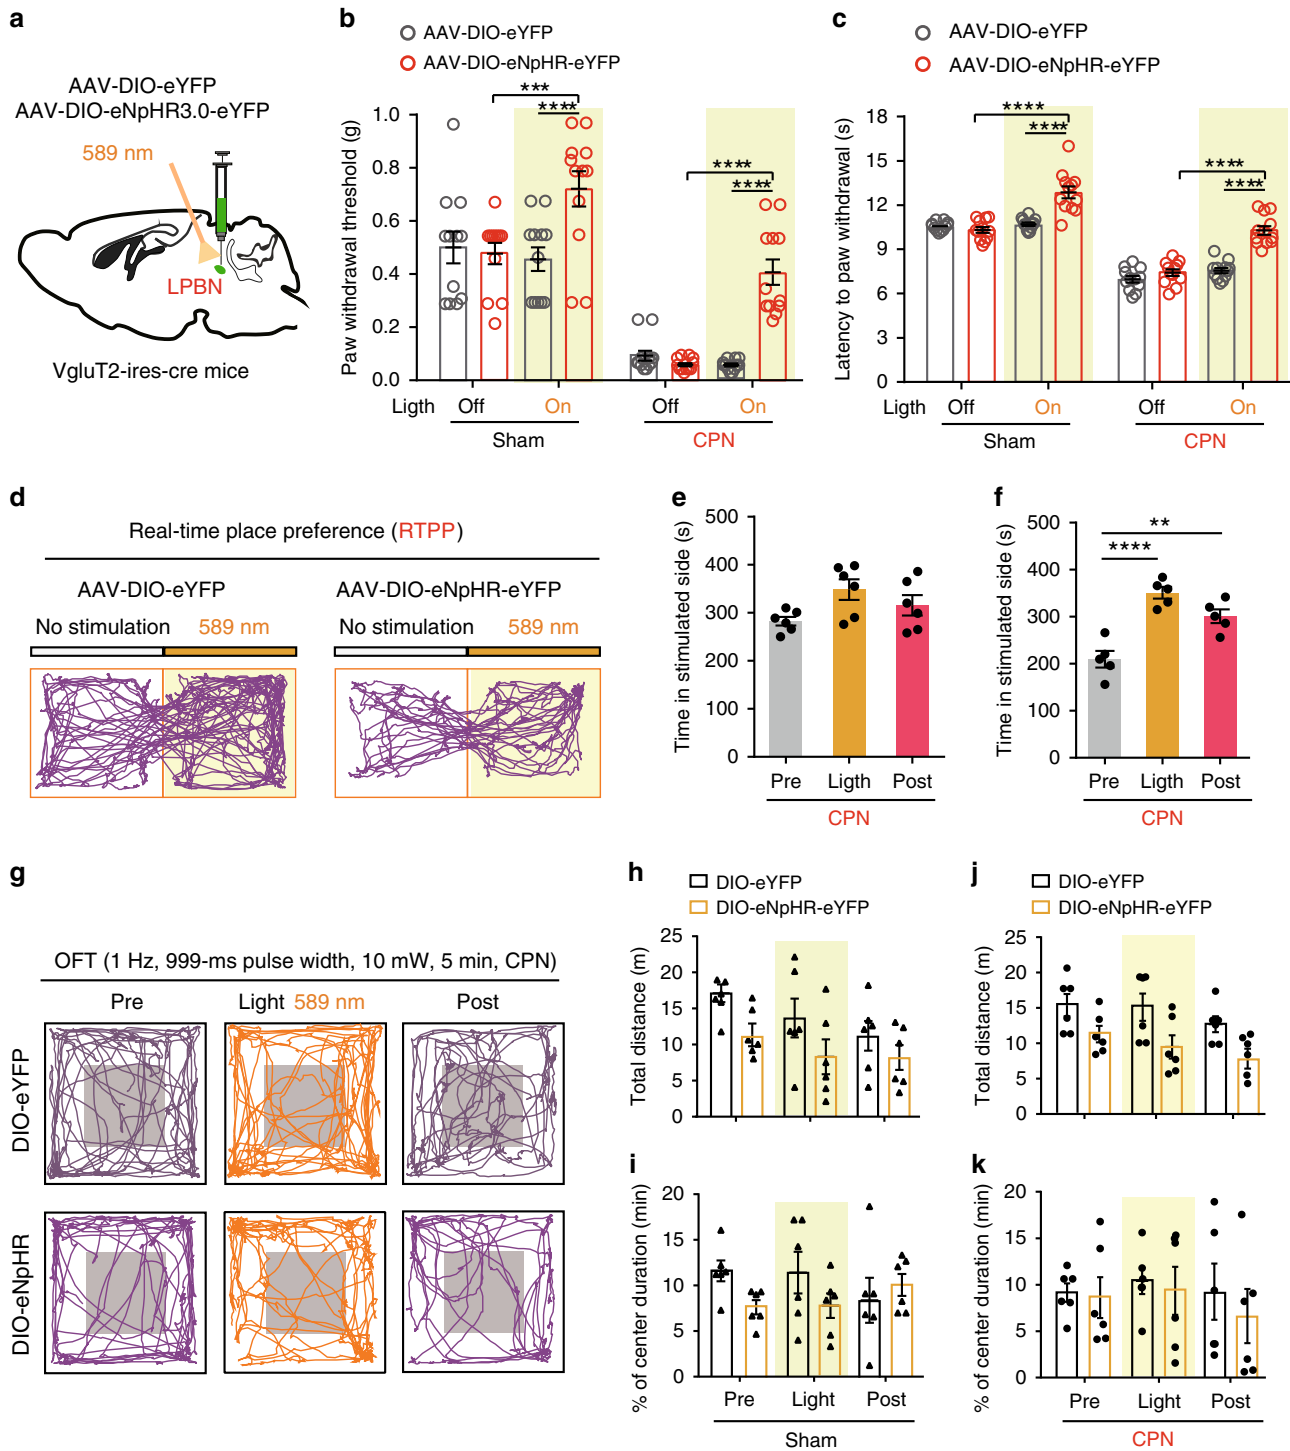 a
AAV-DIO-eYFP
AAV-DIO-eNpHR3.0-eYFP
589 nm
LPBN
VgluT2-ires-cre mice
b
AAV-DIO-eYFP
AAV-DIO-eNpHR-eYFP
Paw withdrawal threshold (g)
1.0
0.8
0.6
0.4
0.2
0.0
***
****
****
****
Ligth Off On Off On
Sham CPN
c
AAV-DIO-eYFP
AAV-DIO-eNpHR-eYFP
Latency to paw withdrawal (s)
18
15
12
9
6
3
0
****
****
****
****
Ligth Off On Off On
Sham CPN
d
Real-time place preference (RTPP)
AAV-DIO-eYFP AAV-DIO-eNpHR-eYFP
No stimulation 589 nm No stimulation 589 nm
e
Time in stimulated side (s)
500
400
300
200
100
0
Pre Ligth Post
CPN
f
Time in stimulated side (s)
500
400
300
200
100
0
**
****
Pre Ligth Post
CPN
g
OFT (1 Hz, 999-ms pulse width, 10 mW, 5 min, CPN)
Pre Light 589 nm Post
DIO-eYFP
DIO-eNpHR
h
DIO-eYFP
DIO-eNpHR-eYFP
Total distance (m)
25
20
15
10
5
0
i
% of center duration (min)
20
15
10
5
0
Pre Light Post
Sham
j
DIO-eYFP
DIO-eNpHR-eYFP
Total distance (m)
25
20
15
10
5
0
k
% of center duration (min)
20
15
10
5
0
Pre Light Post
CPN